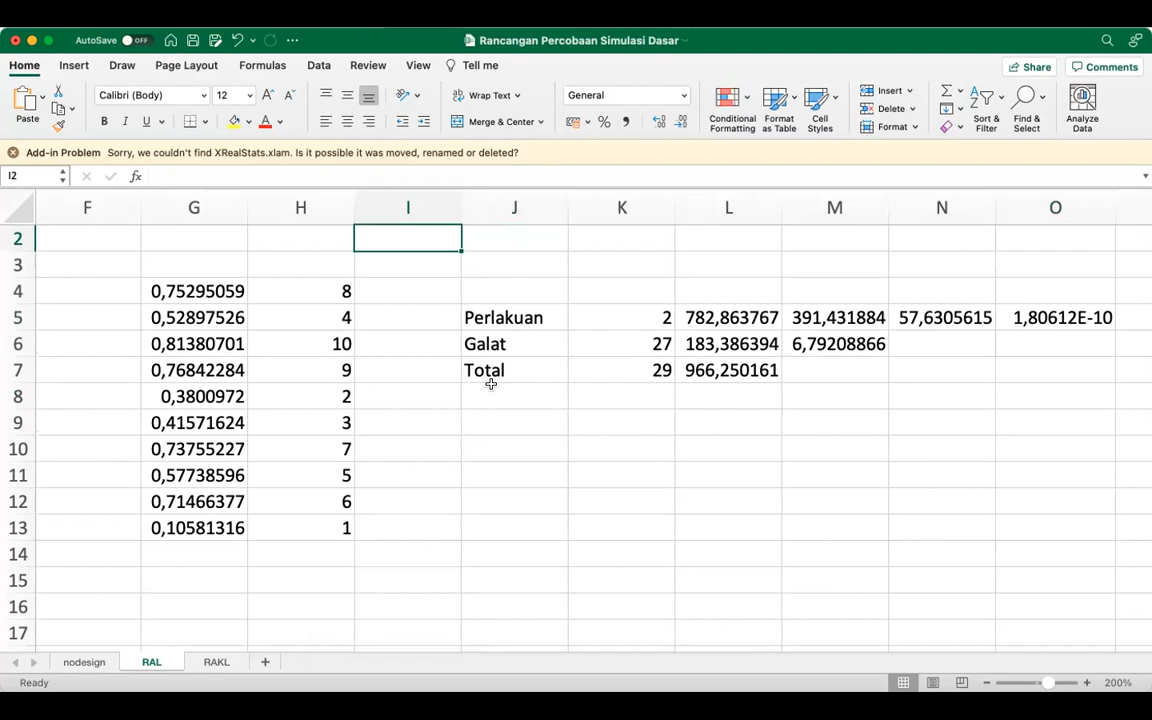 AutoSave OFF Rancangan Percobaan Simulasi Dasar
Home Insert Draw Page Layout Formulas Data Review View Tell me Share Comments
Paste Calibri (Body) 12 Wrap Text General Conditional Formatting Format as Table Cell Styles Insert Sort & Filter Find & Select Analyze Data
B I U A Merge & Center % Delete Format
Add-in Problem Sorry, we couldn't find XRealStats.xlam. Is it possible it was moved, renamed or deleted?
I2 fx
F G H I J K L M N O
2
3
4 0,75295059 8
5 0,52897526 4 Perlakuan 2 782,863767 391,431884 57,6305615 1,80612E-10
6 0,81380701 10 Galat 27 183,386394 6,79208866
7 0,76842284 9 Total 29 966,250161
8 0,3800972 2
9 0,41571624 3
10 0,73755227 7
11 0,57738596 5
12 0,71466377 6
13 0,10581316 1
14
15
16
17
nodesign RAL RAKL +
Ready 200%